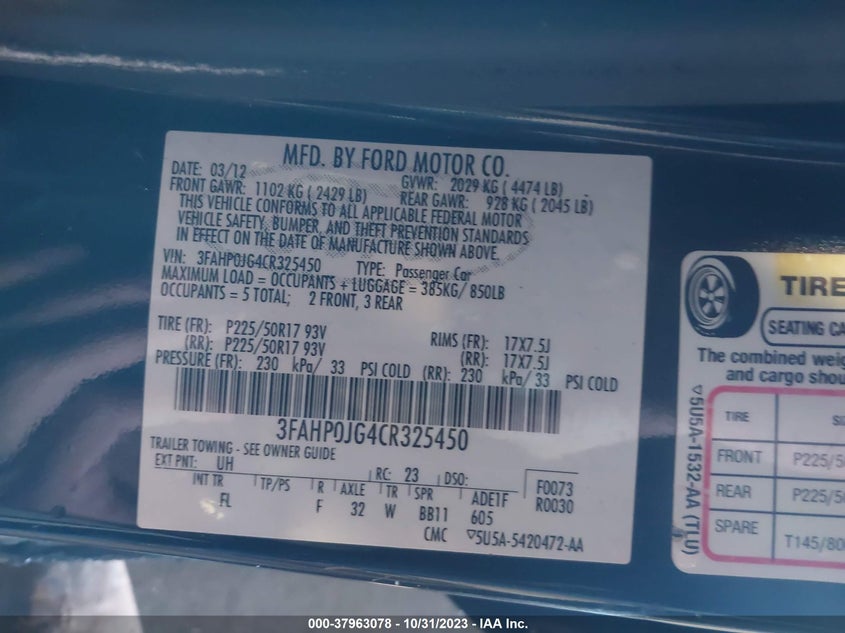 MFD. BY FORD MOTOR CO.
DATE: 03/12
GVWR: 2029 KG ( 4474 LB)
FRONT GAWR: 1102 KG ( 2429 LB)
REAR GAWR: 928 KG ( 2045 LB)
THIS VEHICLE CONFORMS TO ALL APPLICABLE FEDERAL MOTOR
VEHICLE SAFETY, BUMPER, AND THEFT PREVENTION STANDARDS
IN EFFECT ON THE DATE OF MANUFACTURE SHOWN ABOVE.
VIN: 3FAHP0JG4CR325450 TYPE: Passenger Car
MAXIMUM LOAD = OCCUPANTS + LUGGAGE = 385KG/ 850LB
OCCUPANTS = 5 TOTAL; 2 FRONT, 3 REAR
TIRE (FR): P225/50R17 93V RIMS (FR): 17X7.5J
(RR): P225/50R17 93V (RR): 17X7.5J
PRESSURE (FR): 230 kPa/ 33 PSI COLD (RR): 230 kPa/ 33 PSI COLD
3FAHP0JG4CR325450
TRAILER TOWING - SEE OWNER GUIDE
EXT PNT: UH RC: 23 DSO: F0073
INT TR TP/PS R AXLE TR SPR ADE1F R0030
FL F 32 W BB11 605
CMC ▽5U5A-5420472-AA
TIRE
SEATING CA
The combined weig
and cargo shou
TIRE SI
FRONT P225/50
REAR P225/50
SPARE T145/80
▽5U5A-1532-AA (TLU)
000-37963078 - 10/31/2023 - IAA Inc.